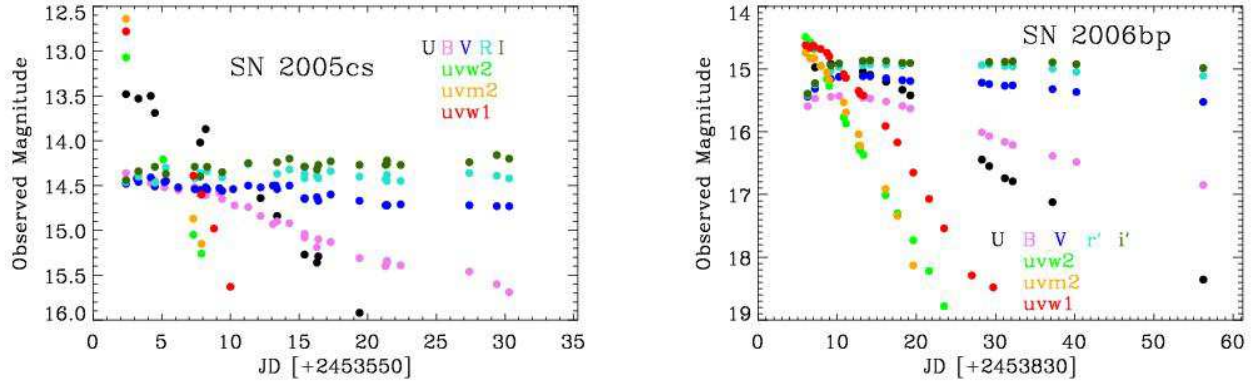 SN 2005cs
U B V R I
uvw2
uvm2
uvw1
Observed Magnitude
12.5
13.0
13.5
14.0
14.5
15.0
15.5
16.0
0 5 10 15 20 25 30 35
JD [+2453550]
SN 2006bp
U B V r' i'
uvw2
uvm2
uvw1
Observed Magnitude
14
15
16
17
18
19
0 10 20 30 40 50 60
JD [+2453830]